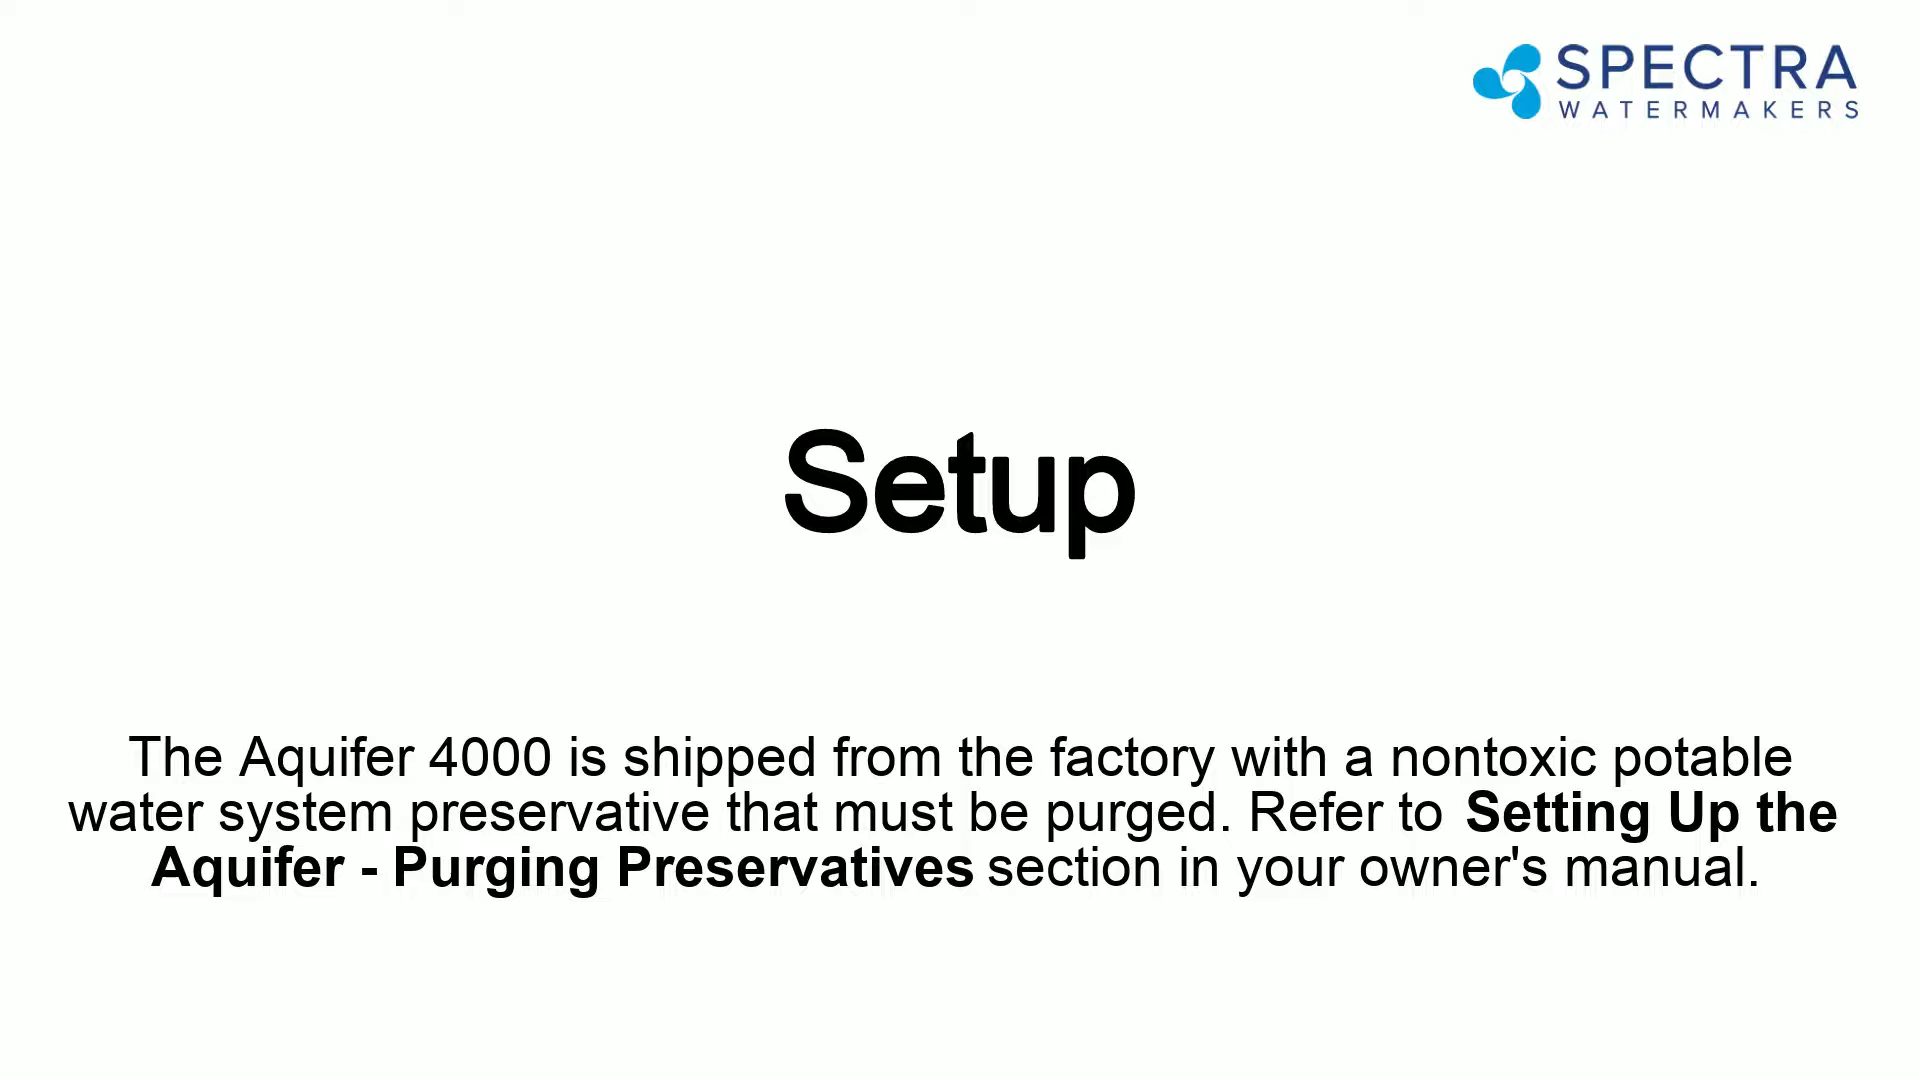 SPECTRA
WATERMAKERS
Setup
The Aquifer 4000 is shipped from the factory with a nontoxic potable
water system preservative that must be purged. Refer to Setting Up the
Aquifer - Purging Preservatives section in your owner's manual.